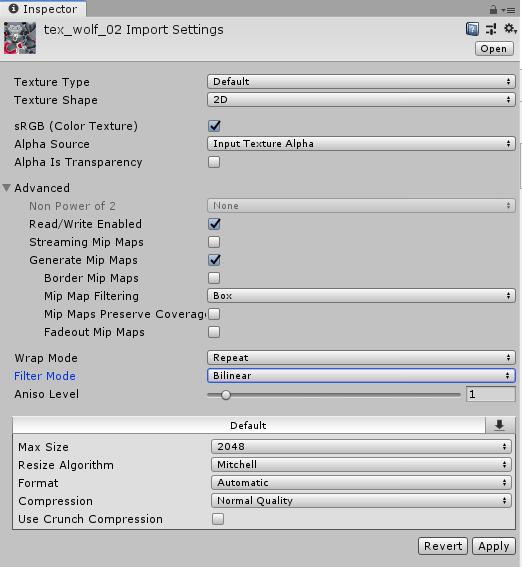 Inspector
tex_wolf_02 Import Settings
Open
Texture Type Default
Texture Shape 2D
sRGB (Color Texture)
Alpha Source Input Texture Alpha
Alpha Is Transparency
Advanced
Non Power of 2 None
Read/Write Enabled
Streaming Mip Maps
Generate Mip Maps
Border Mip Maps
Mip Map Filtering Box
Mip Maps Preserve Coverag
Fadeout Mip Maps
Wrap Mode Repeat
Filter Mode Bilinear
Aniso Level 1
Default
Max Size 2048
Resize Algorithm Mitchell
Format Automatic
Compression Normal Quality
Use Crunch Compression
Revert Apply